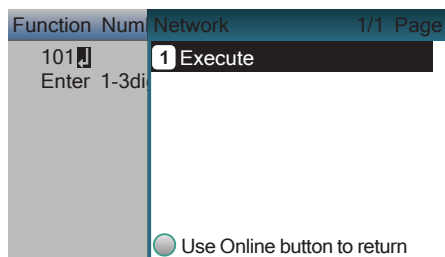 Function Num
101
Enter 1-3di
Network 1/1 Page
1 Execute
Use Online button to return